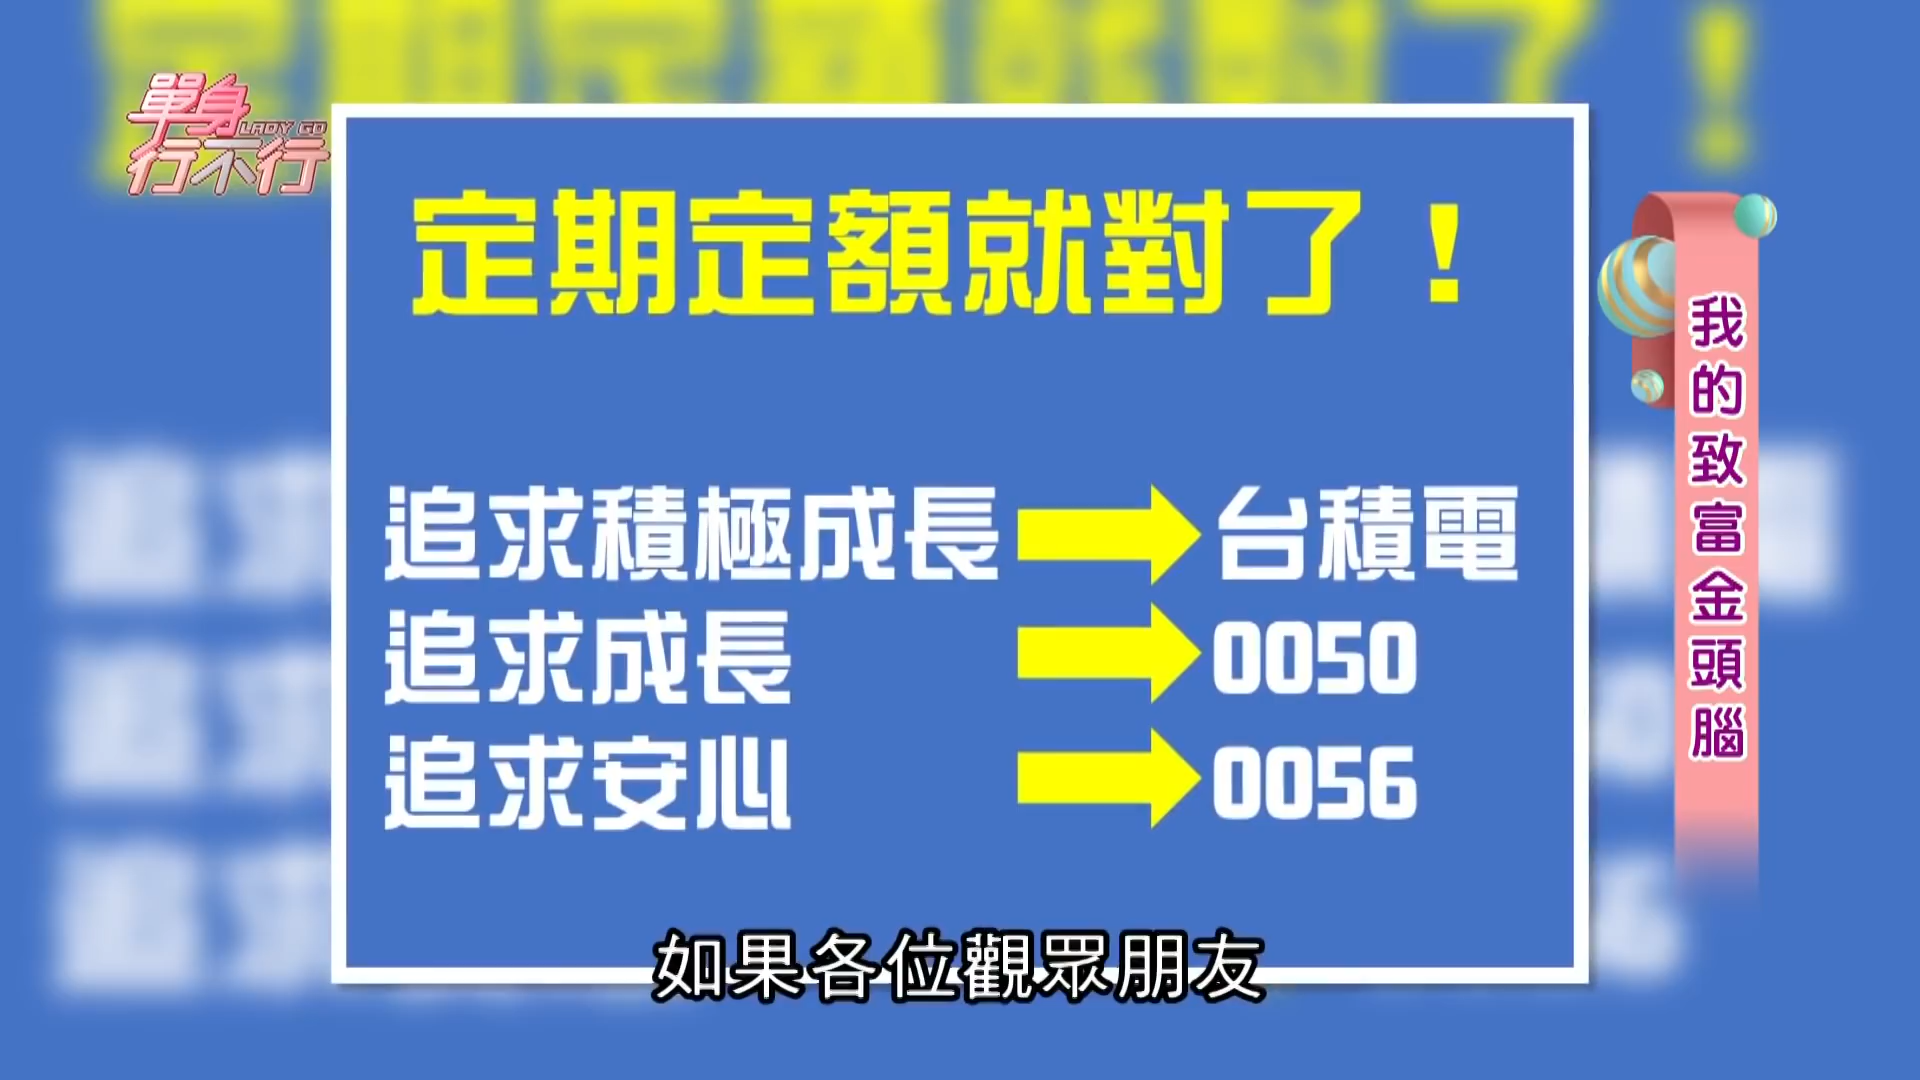 單身
LADY GO
行不行
定期定額就對了！
追求積極成長 台積電
追求成長 0050
追求安心 0056
我的致富金頭腦
如果各位觀眾朋友